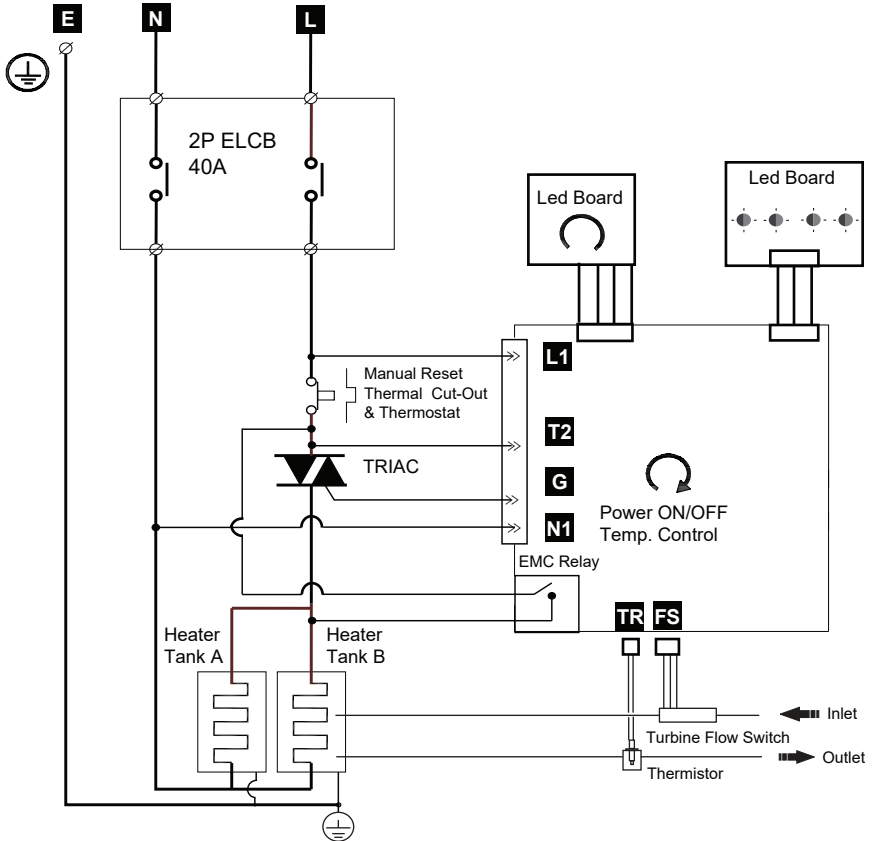 E
N
L
2P ELCB
40A
Led Board
Led Board
L1
Manual Reset
Thermal Cut-Out
& Thermostat
T2
TRIAC
G
Power ON/OFF
Temp. Control
N1
EMC Relay
TR
FS
Heater
Tank A
Heater
Tank B
Inlet
Turbine Flow Switch
Outlet
Thermistor